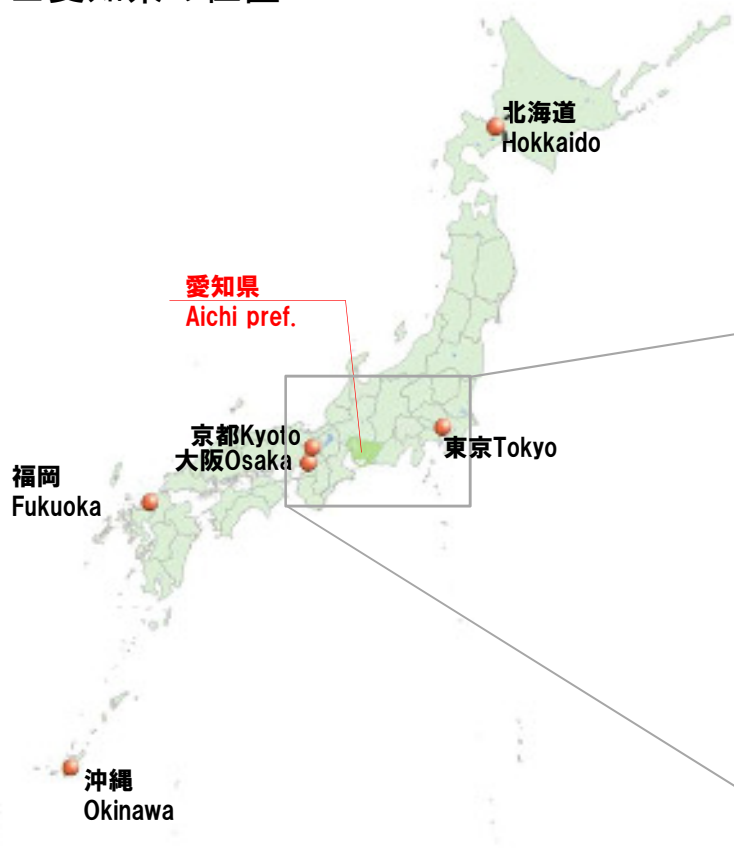 北海道
Hokkaido
愛知県
Aichi pref.
京都Kyoto
大阪Osaka
東京Tokyo
福岡
Fukuoka
沖縄
Okinawa